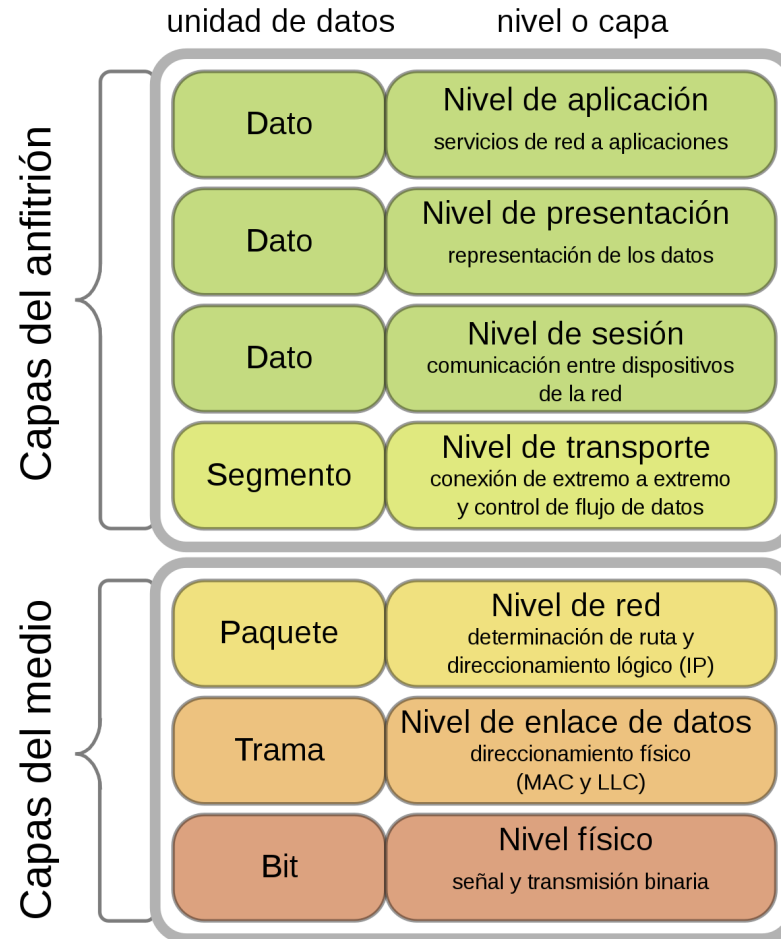 unidad de datos
nivel o capa
Capas del anfitrión
Dato
Nivel de aplicación
servicios de red a aplicaciones
Dato
Nivel de presentación
representación de los datos
Dato
Nivel de sesión
comunicación entre dispositivos
de la red
Segmento
Nivel de transporte
conexión de extremo a extremo
y control de flujo de datos
Capas del medio
Paquete
Nivel de red
determinación de ruta y
direccionamiento lógico (IP)
Trama
Nivel de enlace de datos
direccionamiento físico
(MAC y LLC)
Bit
Nivel físico
señal y transmisión binaria